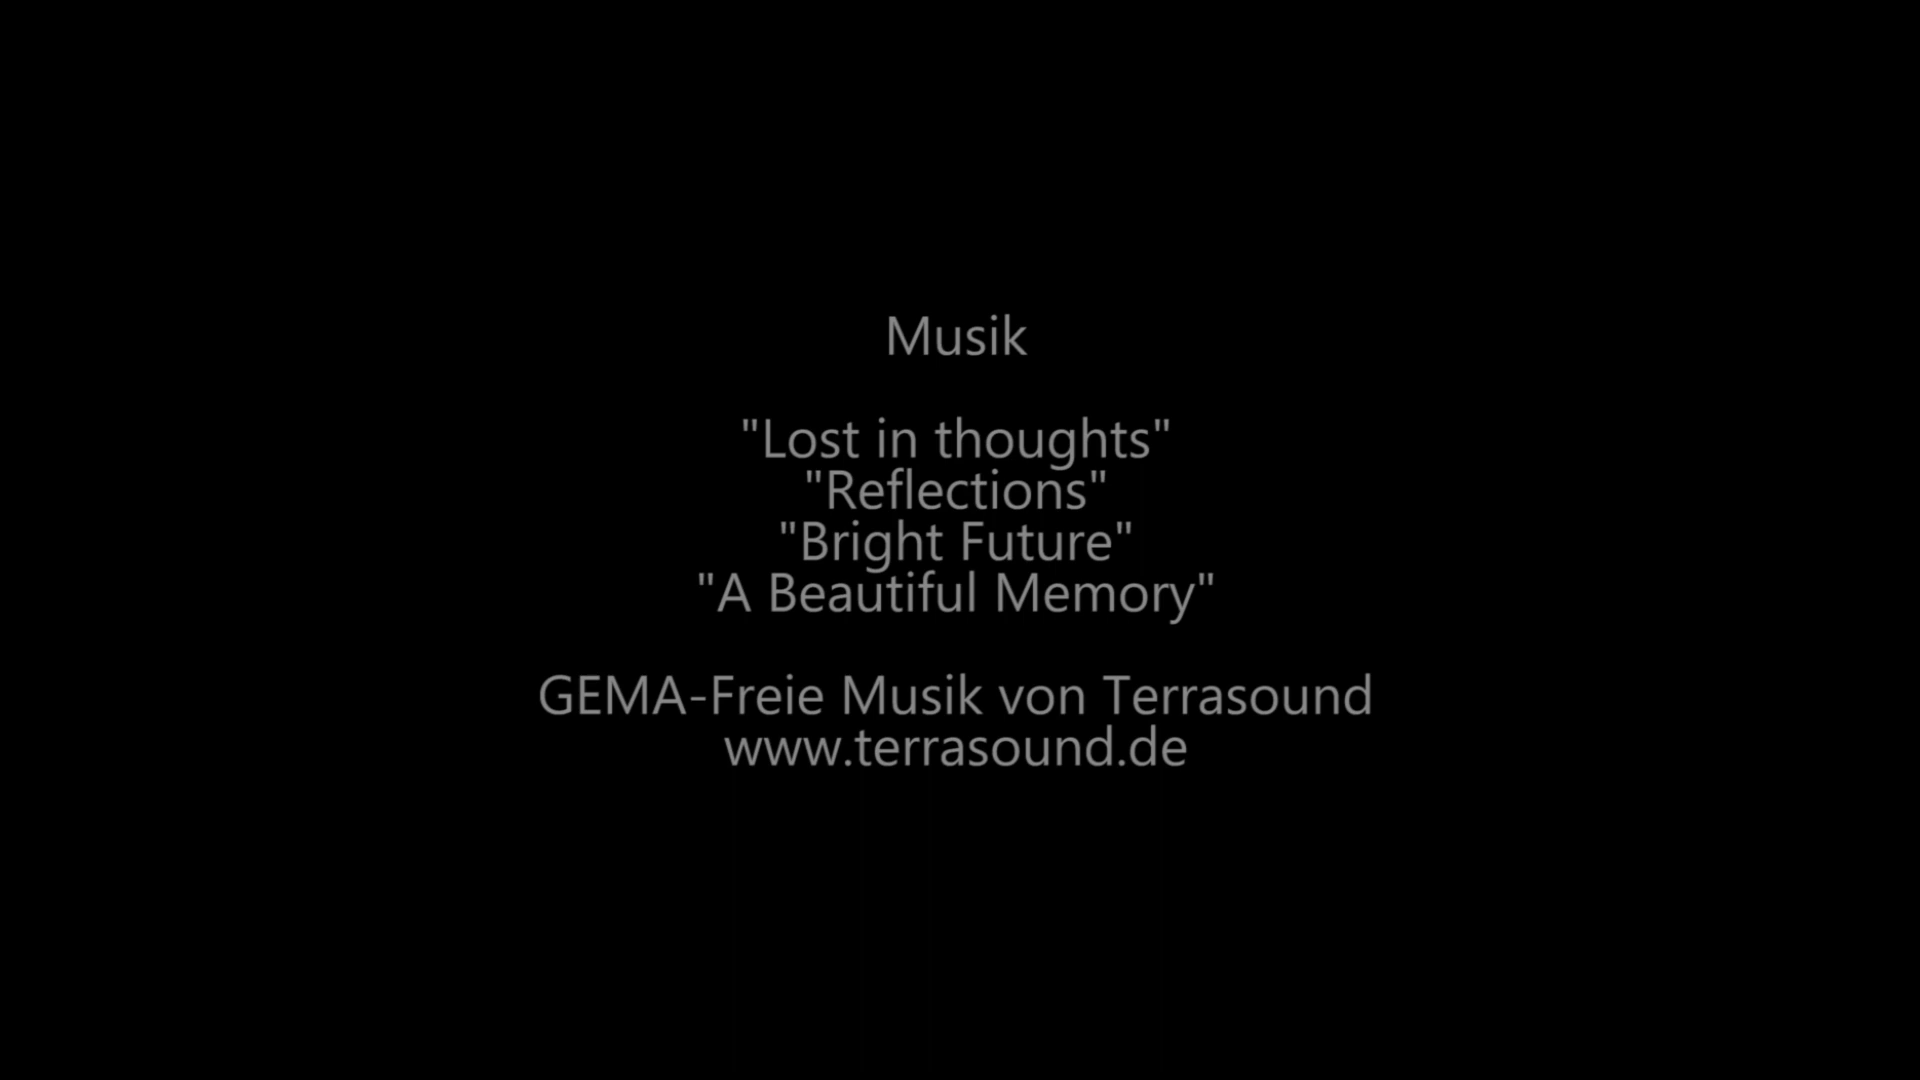 Musik
"Lost in thoughts"
"Reflections"
"Bright Future"
"A Beautiful Memory"
GEMA-Freie Musik von Terrasound
www.terrasound.de